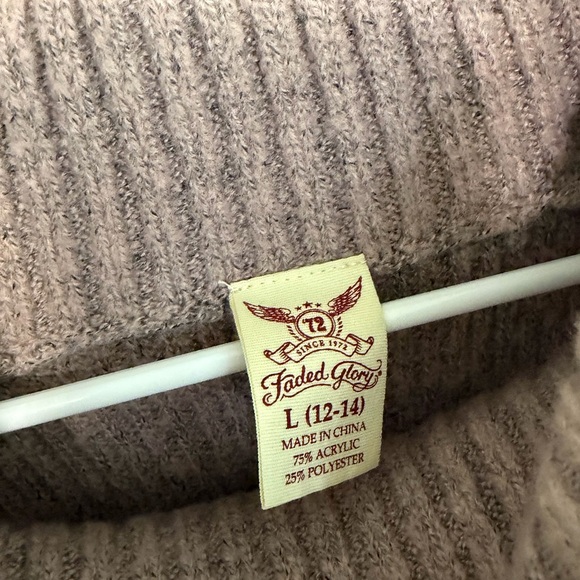 '72
SINCE 1972
Faded Glory®
L (12-14)
MADE IN CHINA
75% ACRYLIC
25% POLYESTER